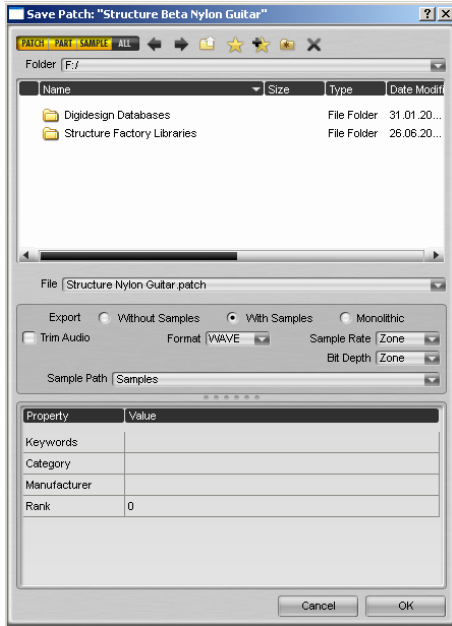 Save Patch: "Structure Beta Nylon Guitar"
PATCH PART SAMPLE ALL
Folder F:/
Name Size Type Date Modifi
Digidesign Databases File Folder 31.01.20...
Structure Factory Libraries File Folder 26.06.20...
File Structure Nylon Guitar.patch
Export Without Samples With Samples Monolithic
Trim Audio Format WAVE Sample Rate Zone
Bit Depth Zone
Sample Path Samples
Property Value
Keywords
Category
Manufacturer
Rank 0
Cancel OK